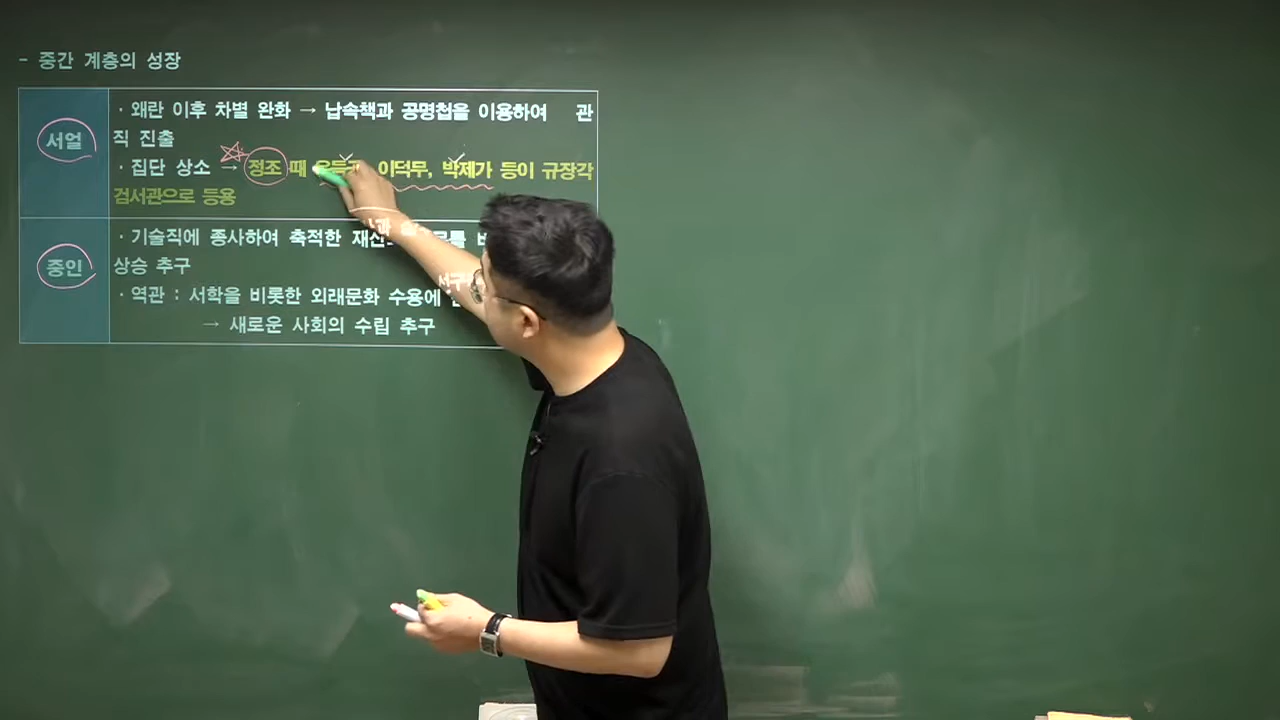 - 중간 계층의 성장
서얼
· 왜란 이후 차별 완화 → 납속책과 공명첩을 이용하여 관
직 진출
· 집단 상소 → 정조 때 이덕무, 박제가 등이 규장각
검서관으로 등용
중인
· 기술직에 종사하여 축적한
상승 추구
· 역관 : 서학을 비롯한 외래문화 수용에
→ 새로운 사회의 수립 추구